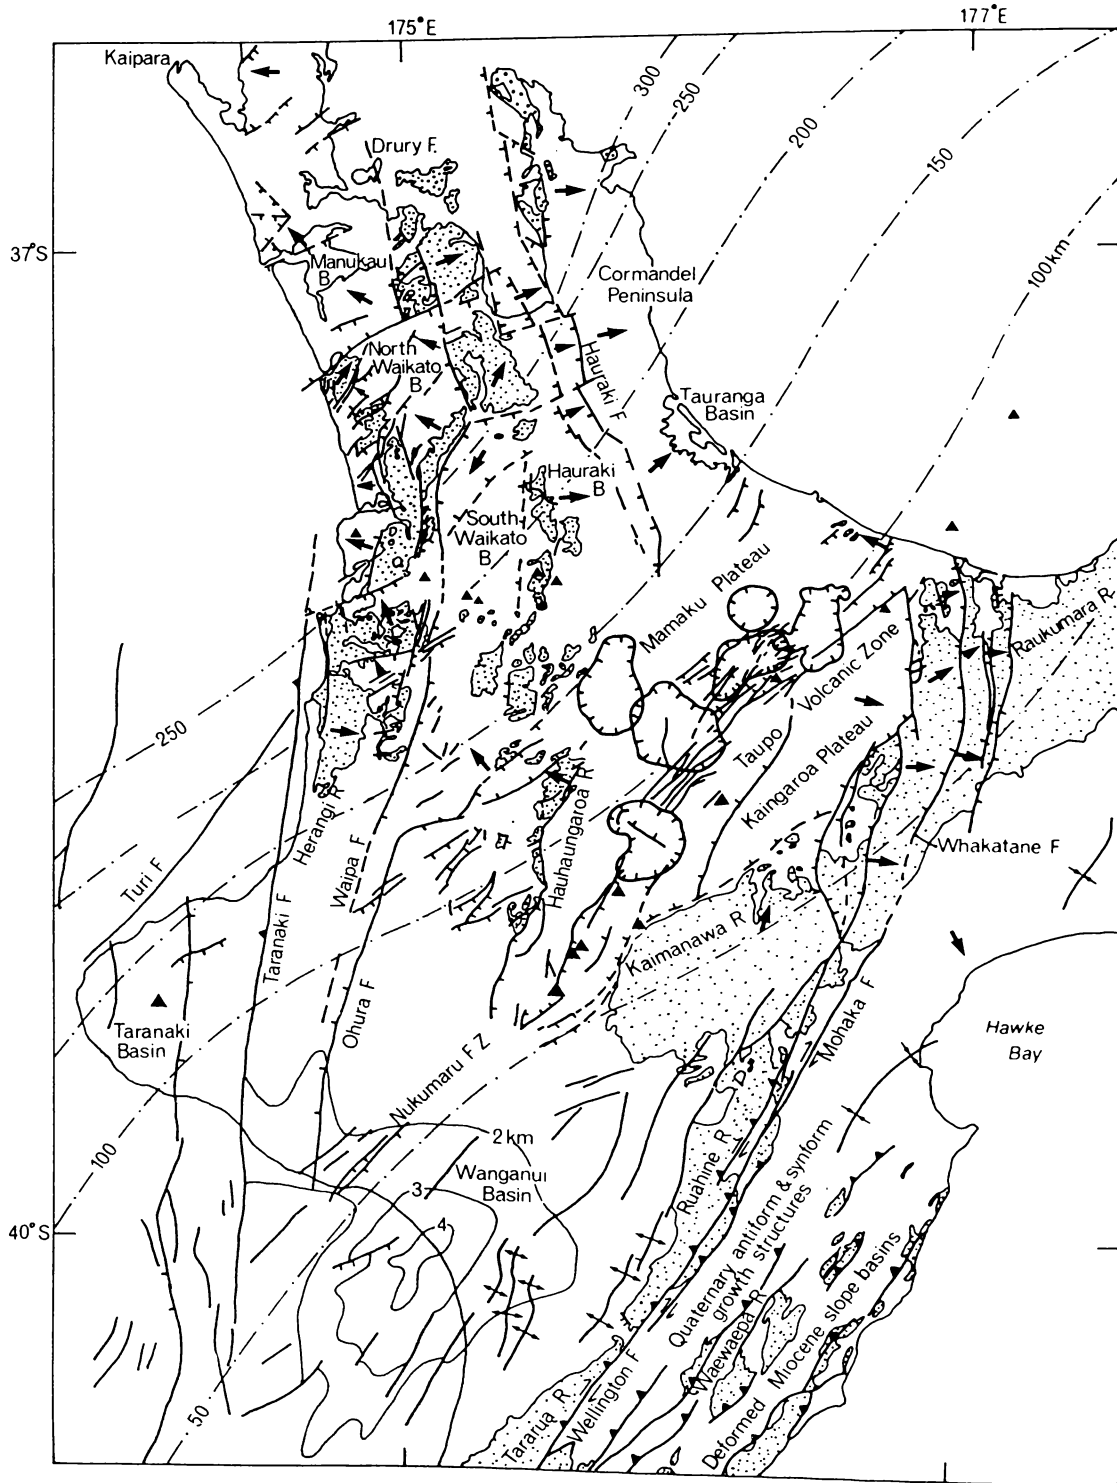 175°E
177°E
Kaipara
300
250
200
150
100km
Drury F.
37°S
Manukau
B
Cormandel
Peninsula
North
Waikato
B
Hauraki F
Tauranga
Basin
Hauraki
B
South
Waikato
B
Mamaku Plateau
Raukumara R
Volcanic Zone
Taupo
Kaingaroa Plateau
250
Herangi R
Hauhaungaroa R
Whakatane F
Turi F
Waipa F
Taranaki F
Kaimanawa R
Ohura F
Mohaka F
Taranaki
Basin
Hawke
Bay
Nukumaru F Z
100
2km
Wanganui
Basin
3
4
Ruahine R
40°S
Quaternary antiform & synform
growth structures
Waewaepa R
Deformed Miocene slope basins
50
Tararua R
Wellington F